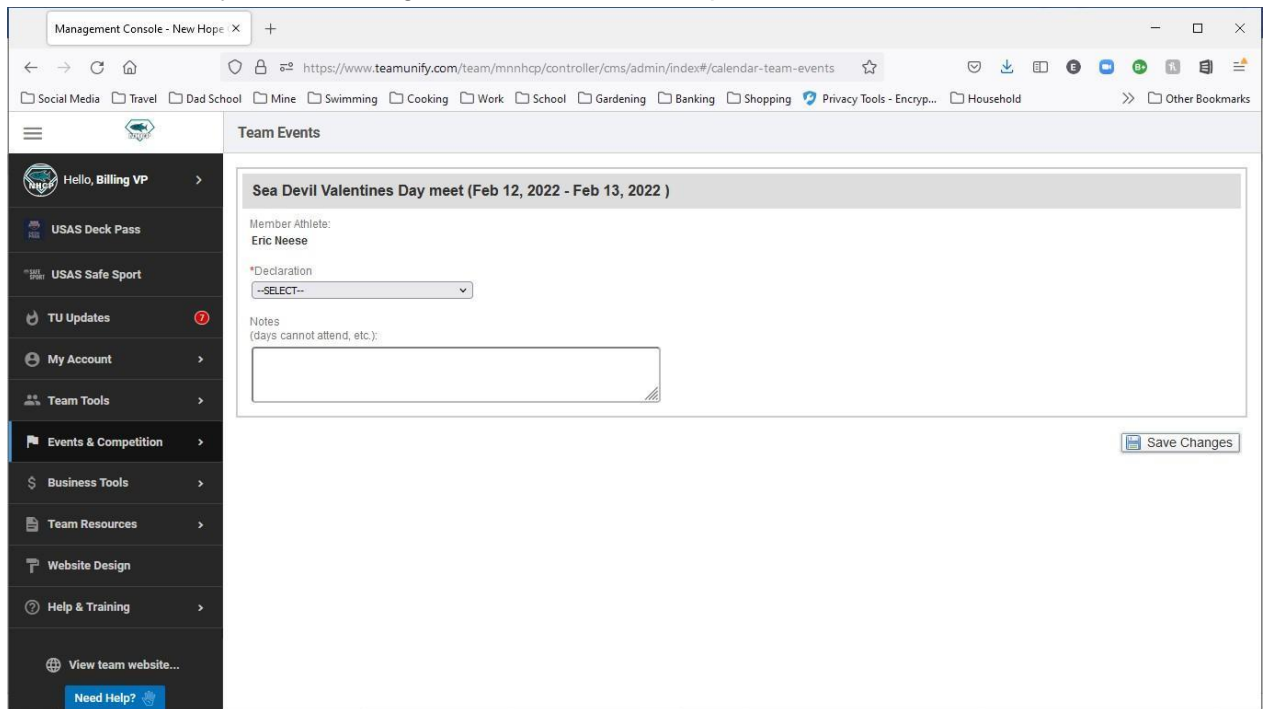 Management Console - New Hope
https://www.teamunify.com/team/mnnhcp/controller/cms/admin/index#/calendar-team-events
Social Media Travel Dad School Mine Swimming Cooking Work School Gardening Banking Shopping Privacy Tools - Encryp... Household Other Bookmarks
Team Events
NHCP Hello, Billing VP
Sea Devil Valentines Day meet (Feb 12, 2022 - Feb 13, 2022 )
Member Athlete:
Eric Neese
USAS Deck Pass
*Declaration
--SELECT--
SAFE SPORT USAS Safe Sport
TU Updates 7
Notes
(days cannot attend, etc.):
My Account
Team Tools
Events & Competition
Save Changes
$ Business Tools
Team Resources
Website Design
? Help & Training
View team website...
Need Help?